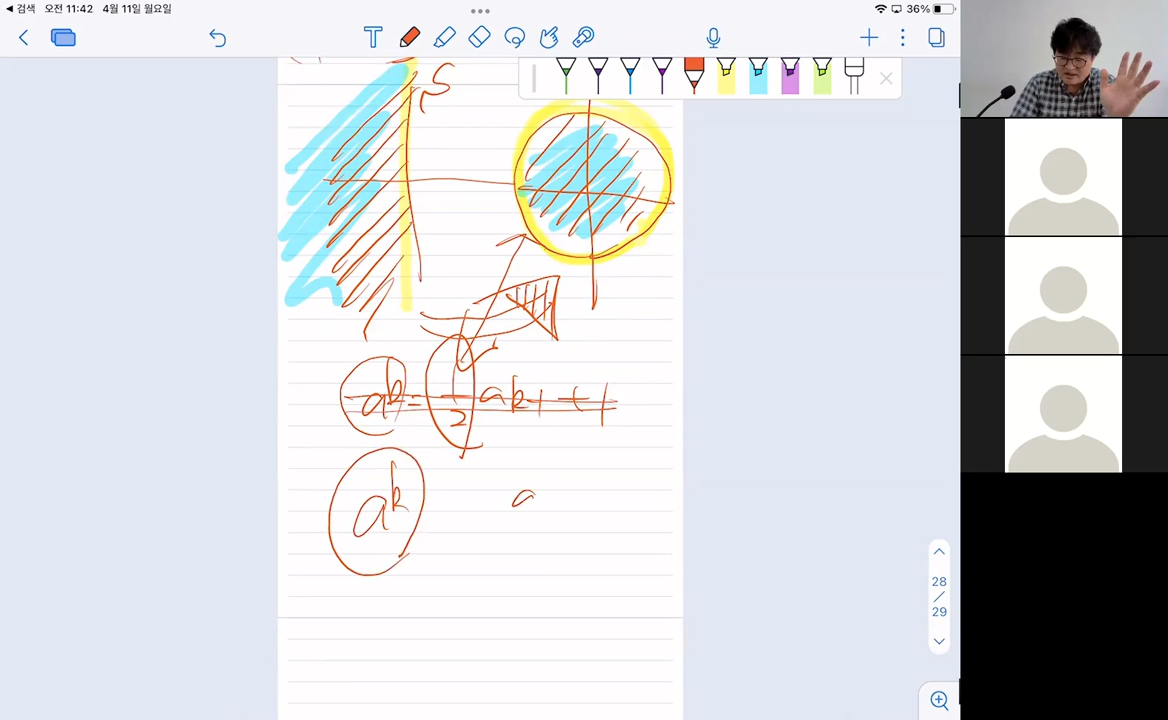 검색 오전 11:42 4월 11일 월요일
36%
T
S
a^k = 1/2 a^k-1 + 1
a^k a
28
/
29